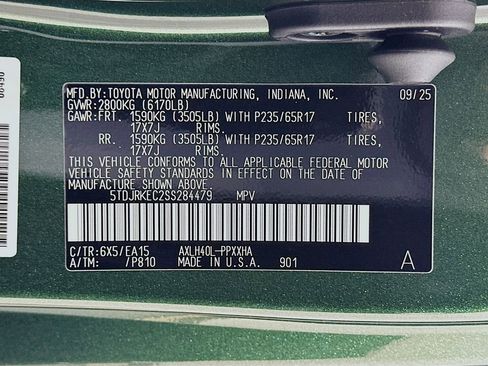 MFD.BY:TOYOTA MOTOR MANUFACTURING, INDIANA, INC. 09/25
GVWR:2800KG (6170LB)
GAWR:FRT. 1590KG (3505LB) WITH P235/65R17 TIRES,
17X7J RIMS.
RR. 1590KG (3505LB) WITH P235/65R17 TIRES,
17X7J RIMS.
THIS VEHICLE CONFORMS TO ALL APPLICABLE FEDERAL MOTOR
VEHICLE SAFETY STANDARDS IN EFFECT ON THE DATE OF
MANUFACTURE SHOWN ABOVE.
5TDJRKEC2SS284479 MPV
C/TR:6X5/EA15 AXLH40L-PPXXHA
A/TM: /P810 MADE IN U.S.A. 901 A